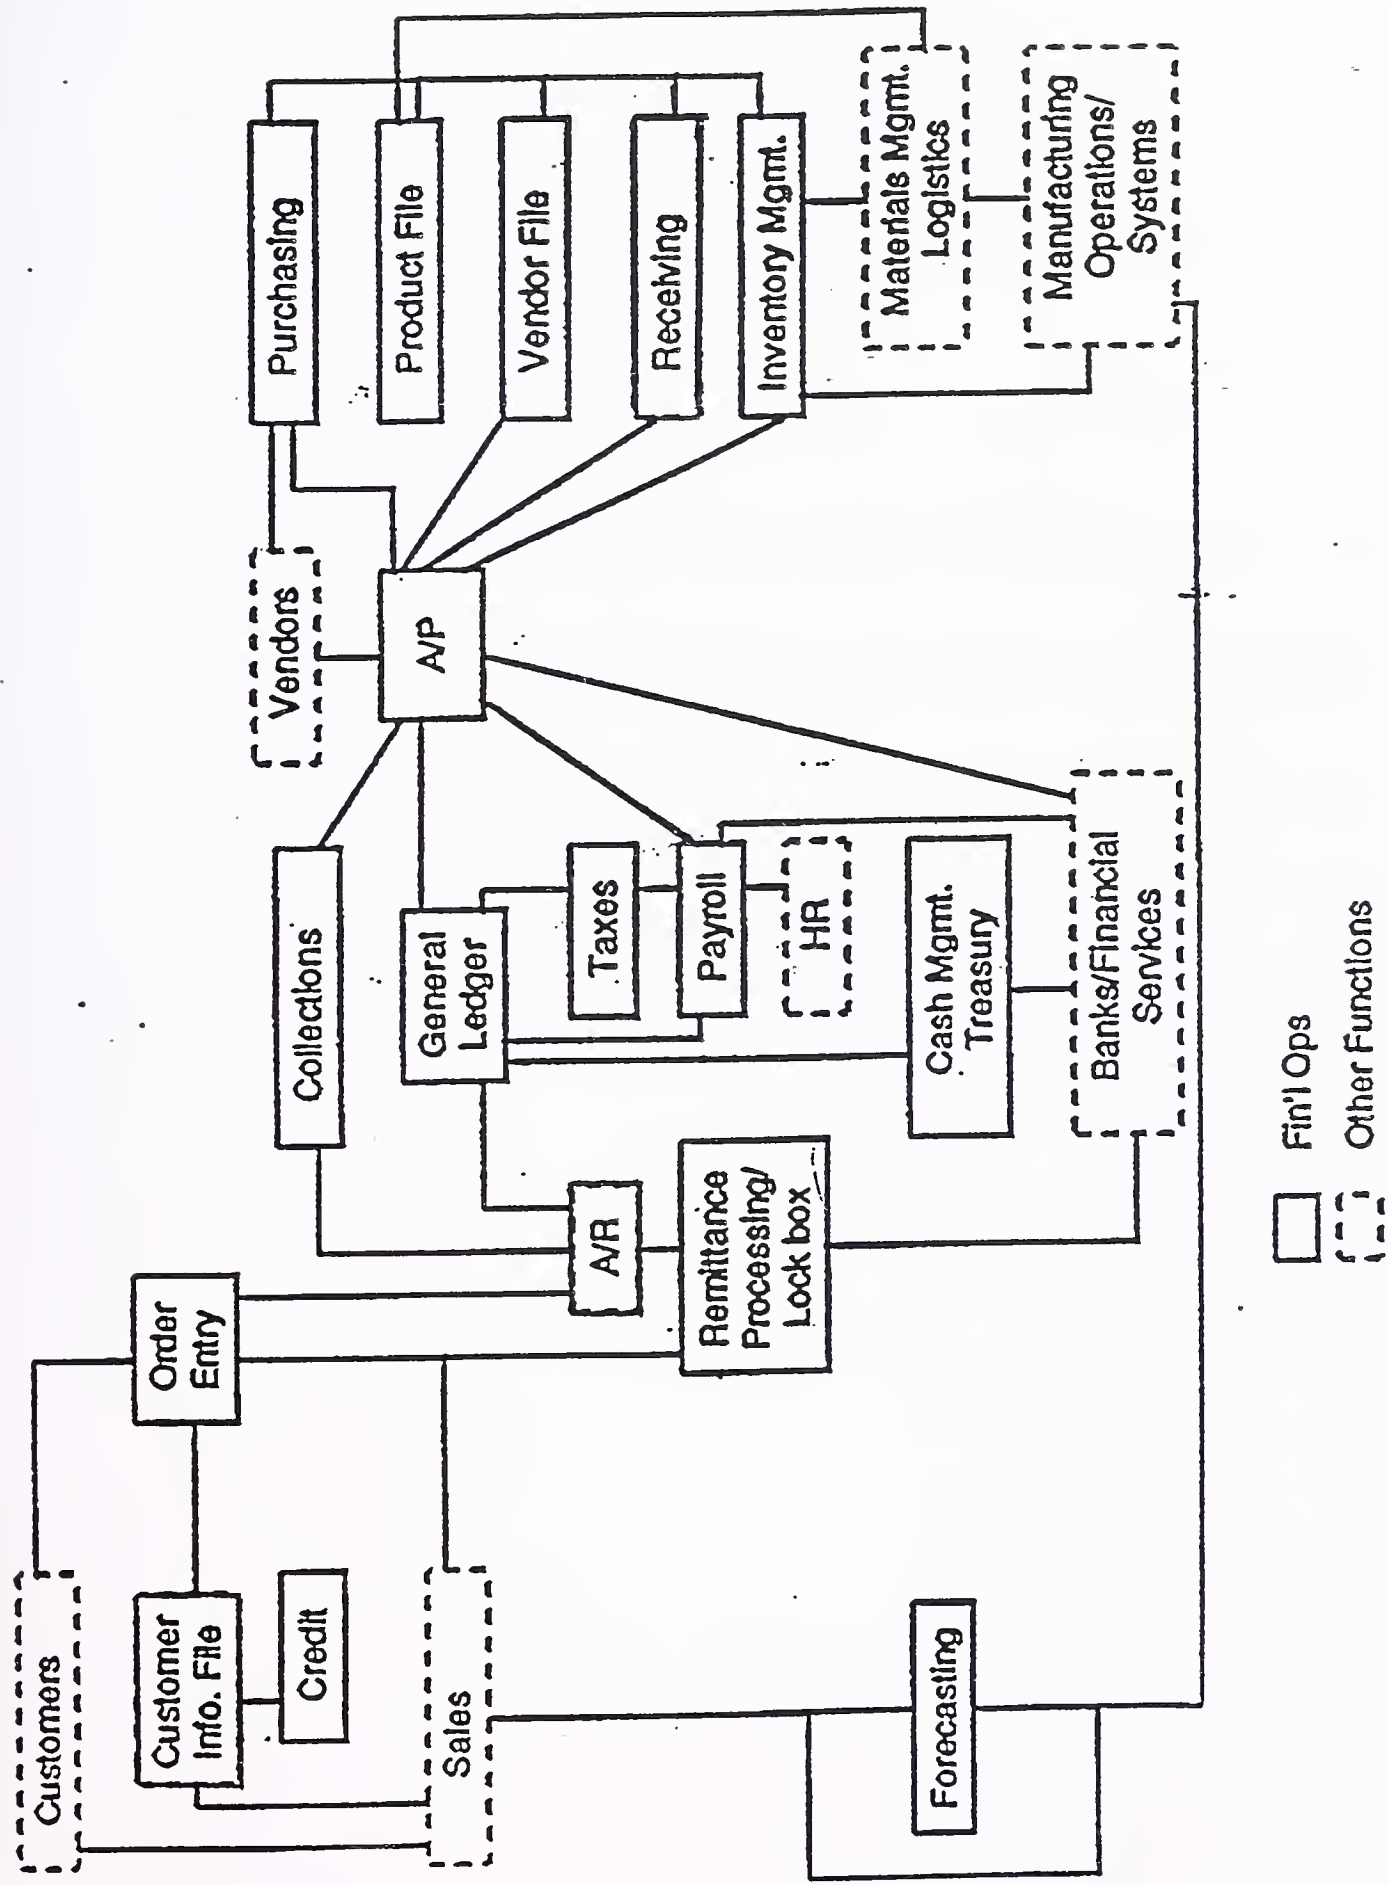 Customers
Customer
Info. File
Credit
Order
Entry
Sales
Forecasting
Collections
A/R
Remittance
Processing/
Lock box
General
Ledger
Taxes
Payroll
HR
Cash Mgmt.
Treasury
Banks/Financial
Services
Vendors
A/P
Purchasing
Product File
Vendor File
Receiving
Inventory Mgmt.
Materials Mgmt.
Logistics
Manufacturing
Operations/
Systems
Fin'l Ops
Other Functions